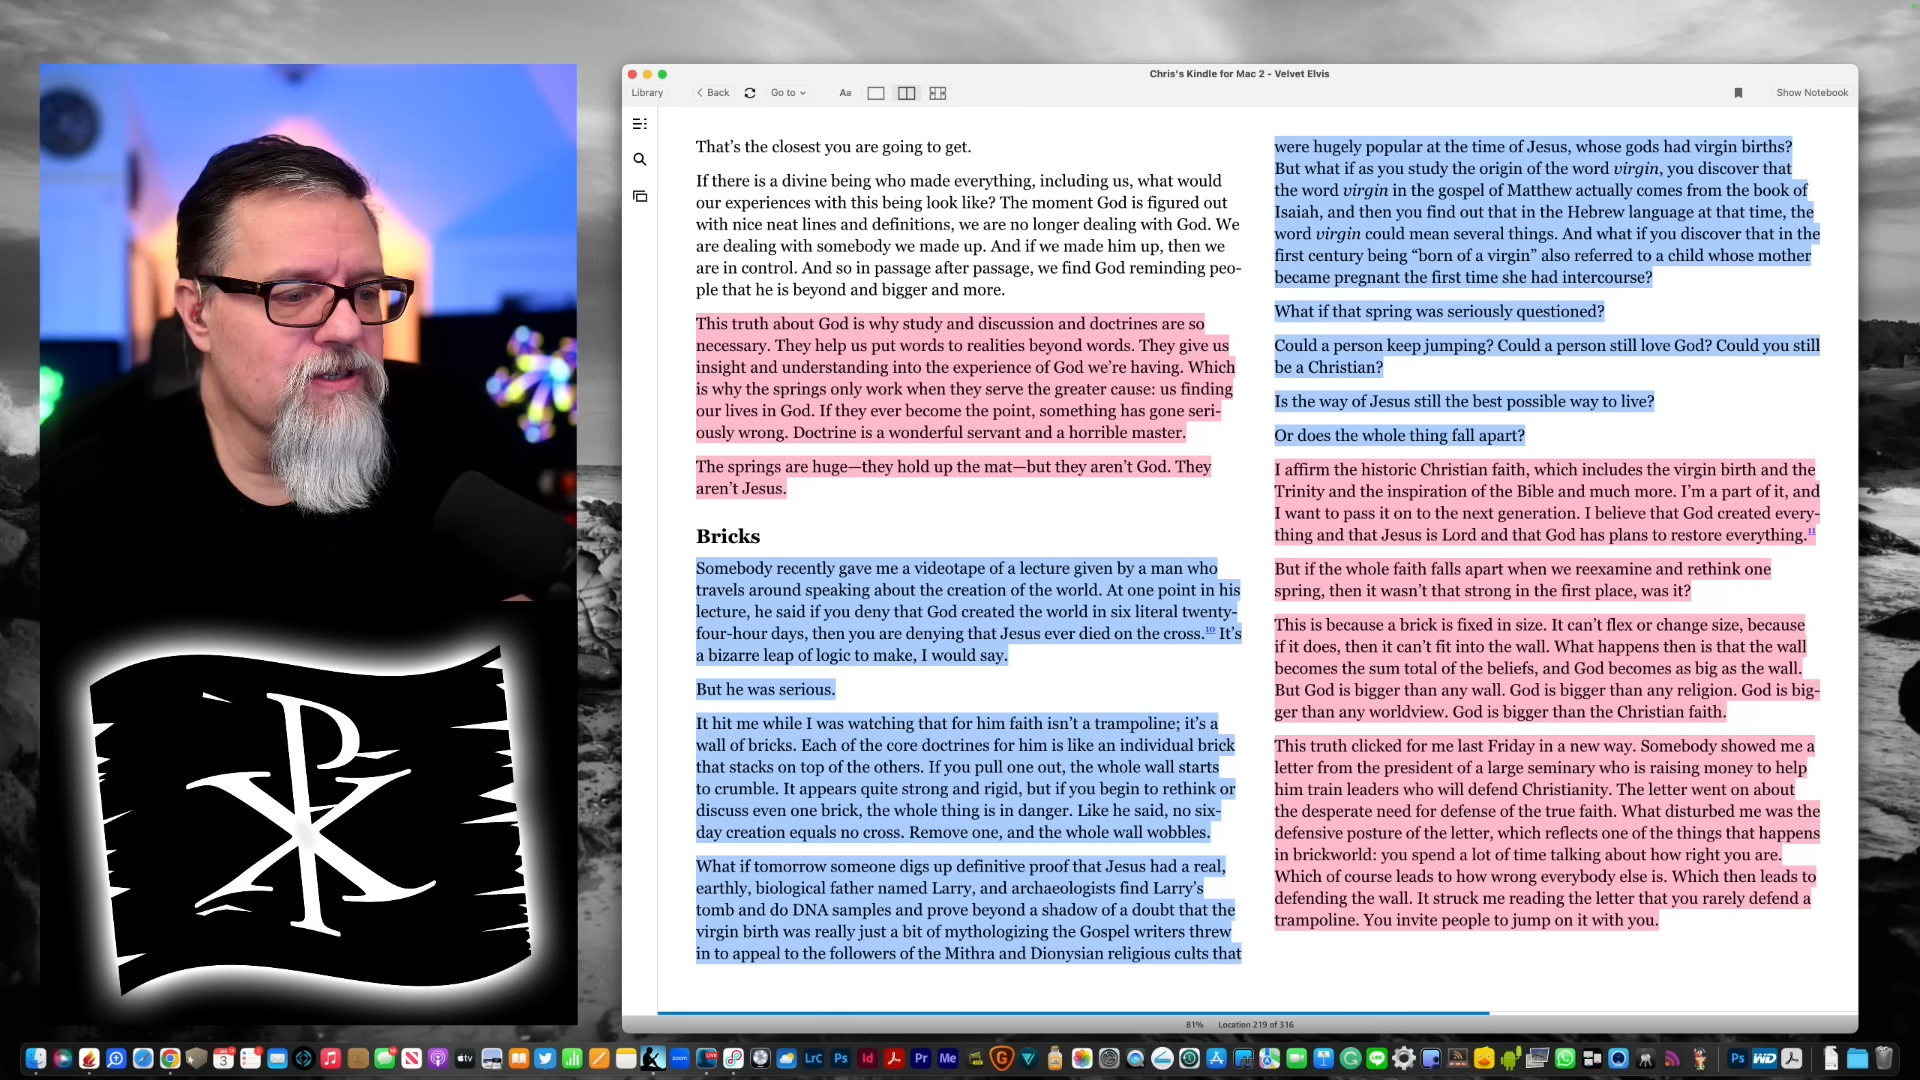 Chris's Kindle for Mac 2 - Velvet Elvis
Library
Back
Go to
Aa
Show Notebook
That's the closest you are going to get.
If there is a divine being who made everything, including us, what would
our experiences with this being look like? The moment God is figured out
with nice neat lines and definitions, we are no longer dealing with God. We
are dealing with somebody we made up. And if we made him up, then we
are in control. And so in passage after passage, we find God reminding peo-
ple that he is beyond and bigger and more.
This truth about God is why study and discussion and doctrines are so
necessary. They help us put words to realities beyond words. They give us
insight and understanding into the experience of God we're having. Which
is why the springs only work when they serve the greater cause: us finding
our lives in God. If they ever become the point, something has gone seri-
ously wrong. Doctrine is a wonderful servant and a horrible master.
The springs are huge—they hold up the mat—but they aren't God. They
aren't Jesus.
Bricks
Somebody recently gave me a videotape of a lecture given by a man who
travels around speaking about the creation of the world. At one point in his
lecture, he said if you deny that God created the world in six literal twenty-
four-hour days, then you are denying that Jesus ever died on the cross.10 It's
a bizarre leap of logic to make, I would say.
But he was serious.
It hit me while I was watching that for him faith isn't a trampoline; it's a
wall of bricks. Each of the core doctrines for him is like an individual brick
that stacks on top of the others. If you pull one out, the whole wall starts
to crumble. It appears quite strong and rigid, but if you begin to rethink or
discuss even one brick, the whole thing is in danger. Like he said, no six-
day creation equals no cross. Remove one, and the whole wall wobbles.
What if tomorrow someone digs up definitive proof that Jesus had a real,
earthly, biological father named Larry, and archaeologists find Larry's
tomb and do DNA samples and prove beyond a shadow of a doubt that the
virgin birth was really just a bit of mythologizing the Gospel writers threw
in to appeal to the followers of the Mithra and Dionysian religious cults that
were hugely popular at the time of Jesus, whose gods had virgin births?
But what if as you study the origin of the word virgin, you discover that
the word virgin in the gospel of Matthew actually comes from the book of
Isaiah, and then you find out that in the Hebrew language at that time, the
word virgin could mean several things. And what if you discover that in the
first century being “born of a virgin” also referred to a child whose mother
became pregnant the first time she had intercourse?
What if that spring was seriously questioned?
Could a person keep jumping? Could a person still love God? Could you still
be a Christian?
Is the way of Jesus still the best possible way to live?
Or does the whole thing fall apart?
I affirm the historic Christian faith, which includes the virgin birth and the
Trinity and the inspiration of the Bible and much more. I'm a part of it, and
I want to pass it on to the next generation. I believe that God created every-
thing and that Jesus is Lord and that God has plans to restore everything.11
But if the whole faith falls apart when we reexamine and rethink one
spring, then it wasn't that strong in the first place, was it?
This is because a brick is fixed in size. It can't flex or change size, because
if it does, then it can't fit into the wall. What happens then is that the wall
becomes the sum total of the beliefs, and God becomes as big as the wall.
But God is bigger than any wall. God is bigger than any religion. God is big-
ger than any worldview. God is bigger than the Christian faith.
This truth clicked for me last Friday in a new way. Somebody showed me a
letter from the president of a large seminary who is raising money to help
him train leaders who will defend Christianity. The letter went on about
the desperate need for defense of the true faith. What disturbed me was the
defensive posture of the letter, which reflects one of the things that happens
in brickworld: you spend a lot of time talking about how right you are.
Which of course leads to how wrong everybody else is. Which then leads to
defending the wall. It struck me reading the letter that you rarely defend a
trampoline. You invite people to jump on it with you.
81% Location 219 of 316
3
tv
zoom
LrC
Ps
Id
Pr
Me
Ps
WD